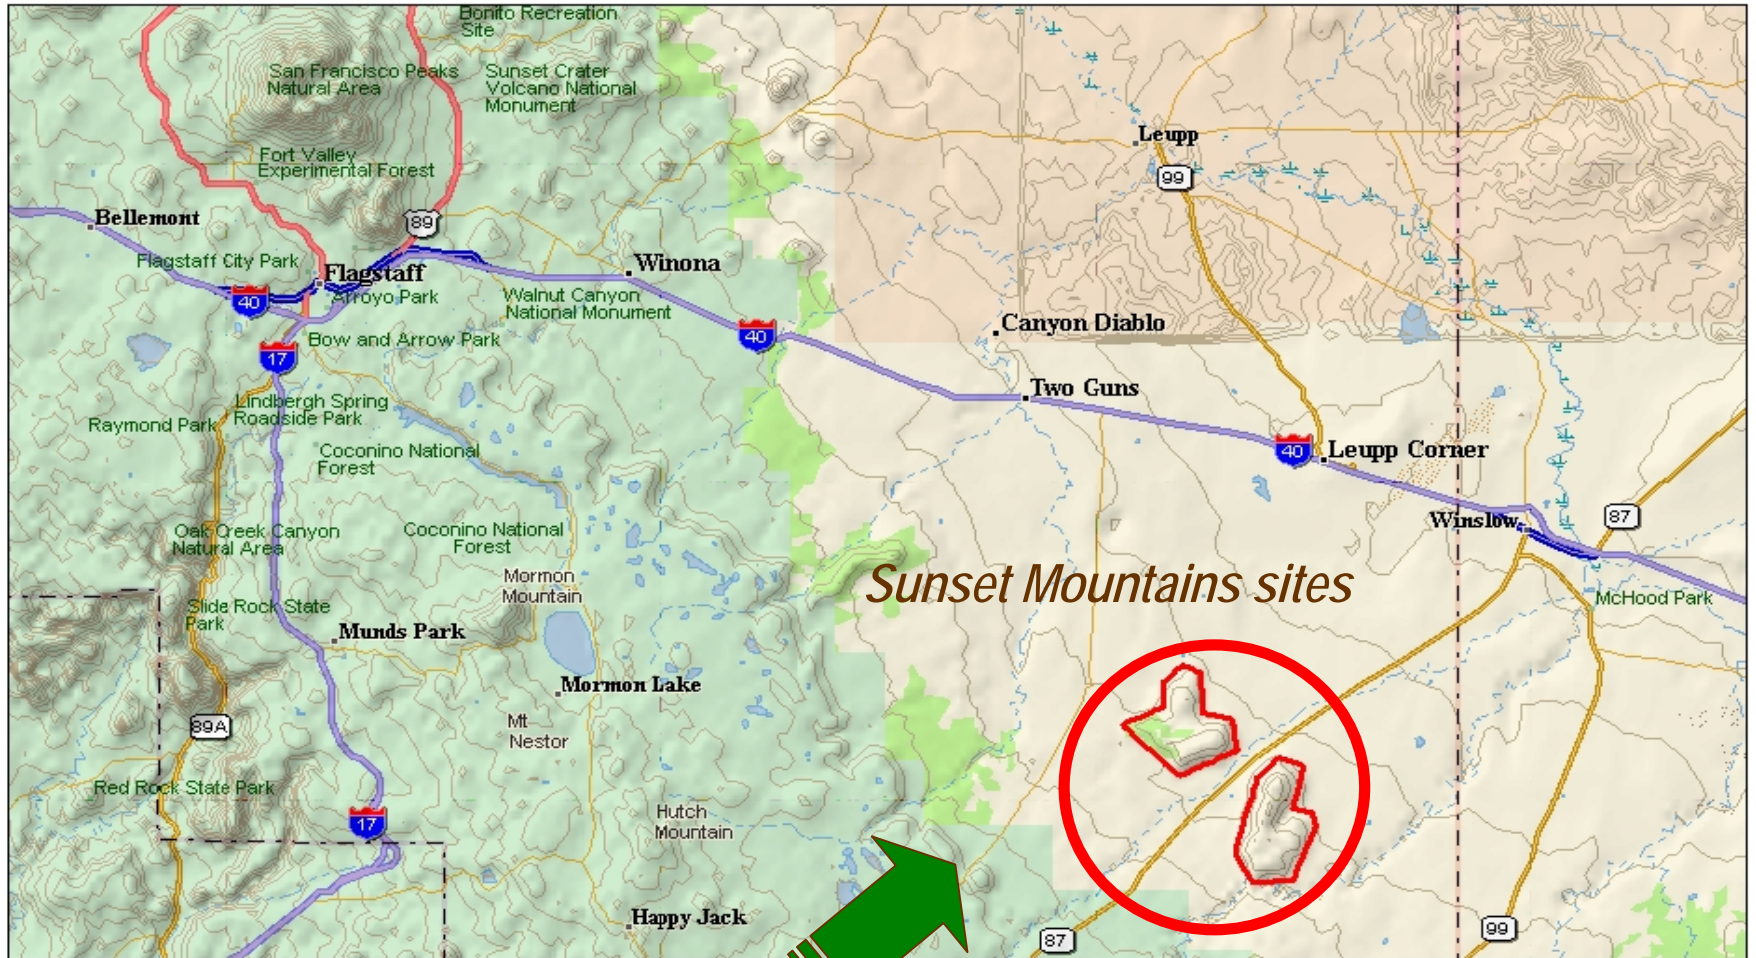 Bonito Recreation
Site
San Francisco Peaks
Natural Area
Sunset Crater
Volcano National
Monument
Leupp
Fort Valley
Experimental Forest
99
Bellemont
89
Flagstaff City Park
Flagstaff
Winona
40
Arroyo Park
Walnut Canyon
National Monument
Canyon Diablo
40
Bow and Arrow Park
17
Two Guns
Lindbergh Spring
Roadside Park
Raymond Park
Coconino National
Forest
40
Leupp Corner
Winslow
87
Oak Creek Canyon
Natural Area
Coconino National
Forest
Mormon
Mountain
Sunset Mountains sites
McHood Park
Slide Rock State
Park
Munds Park
Mormon Lake
Mt
Nestor
89A
Red Rock State Park
17
Hutch
Mountain
Happy Jack
87
99